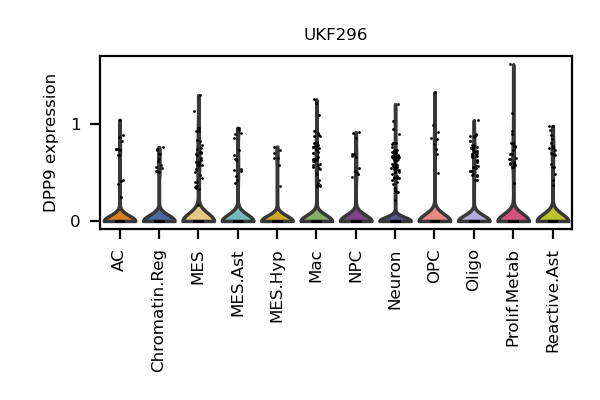 UKF296
DPP9 expression
1
0
AC
Chromatin.Reg
MES
MES.Ast
MES.Hyp
Mac
NPC
Neuron
OPC
Oligo
Prolif.Metab
Reactive.Ast